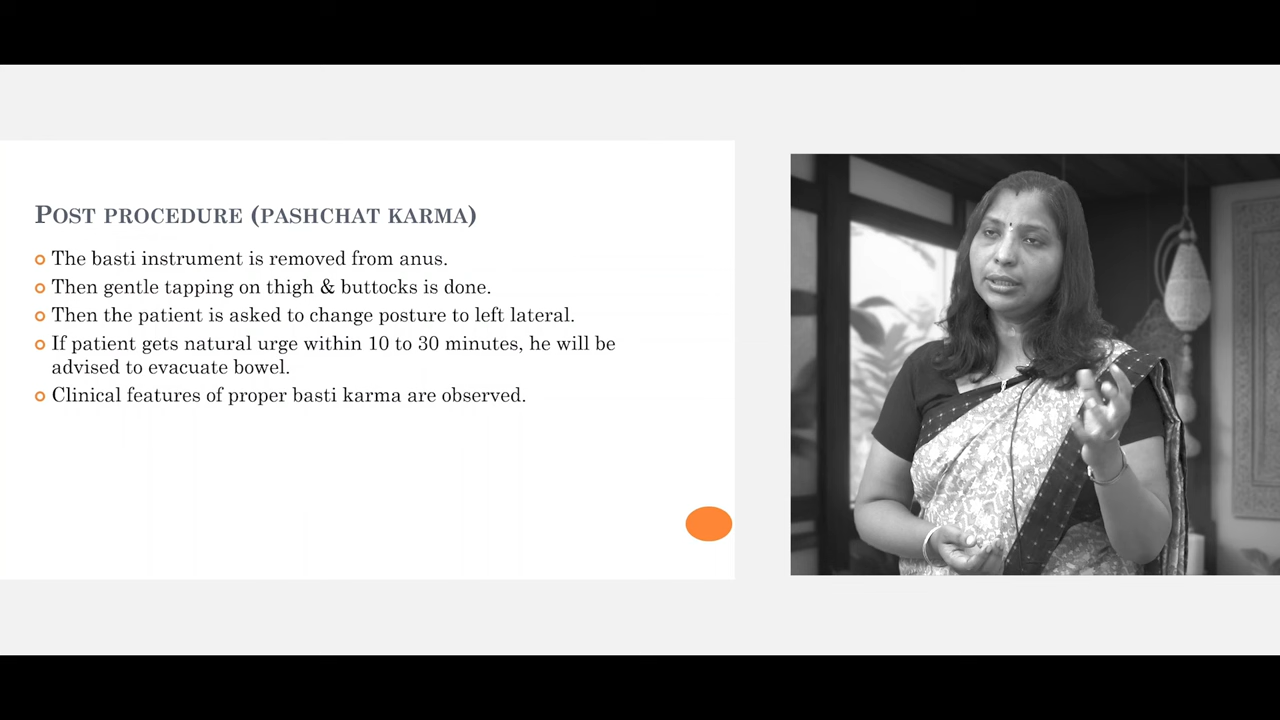 POST PROCEDURE (PASHCHAT KARMA)
The basti instrument is removed from anus.
Then gentle tapping on thigh & buttocks is done.
Then the patient is asked to change posture to left lateral.
If patient gets natural urge within 10 to 30 minutes, he will be
advised to evacuate bowel.
Clinical features of proper basti karma are observed.